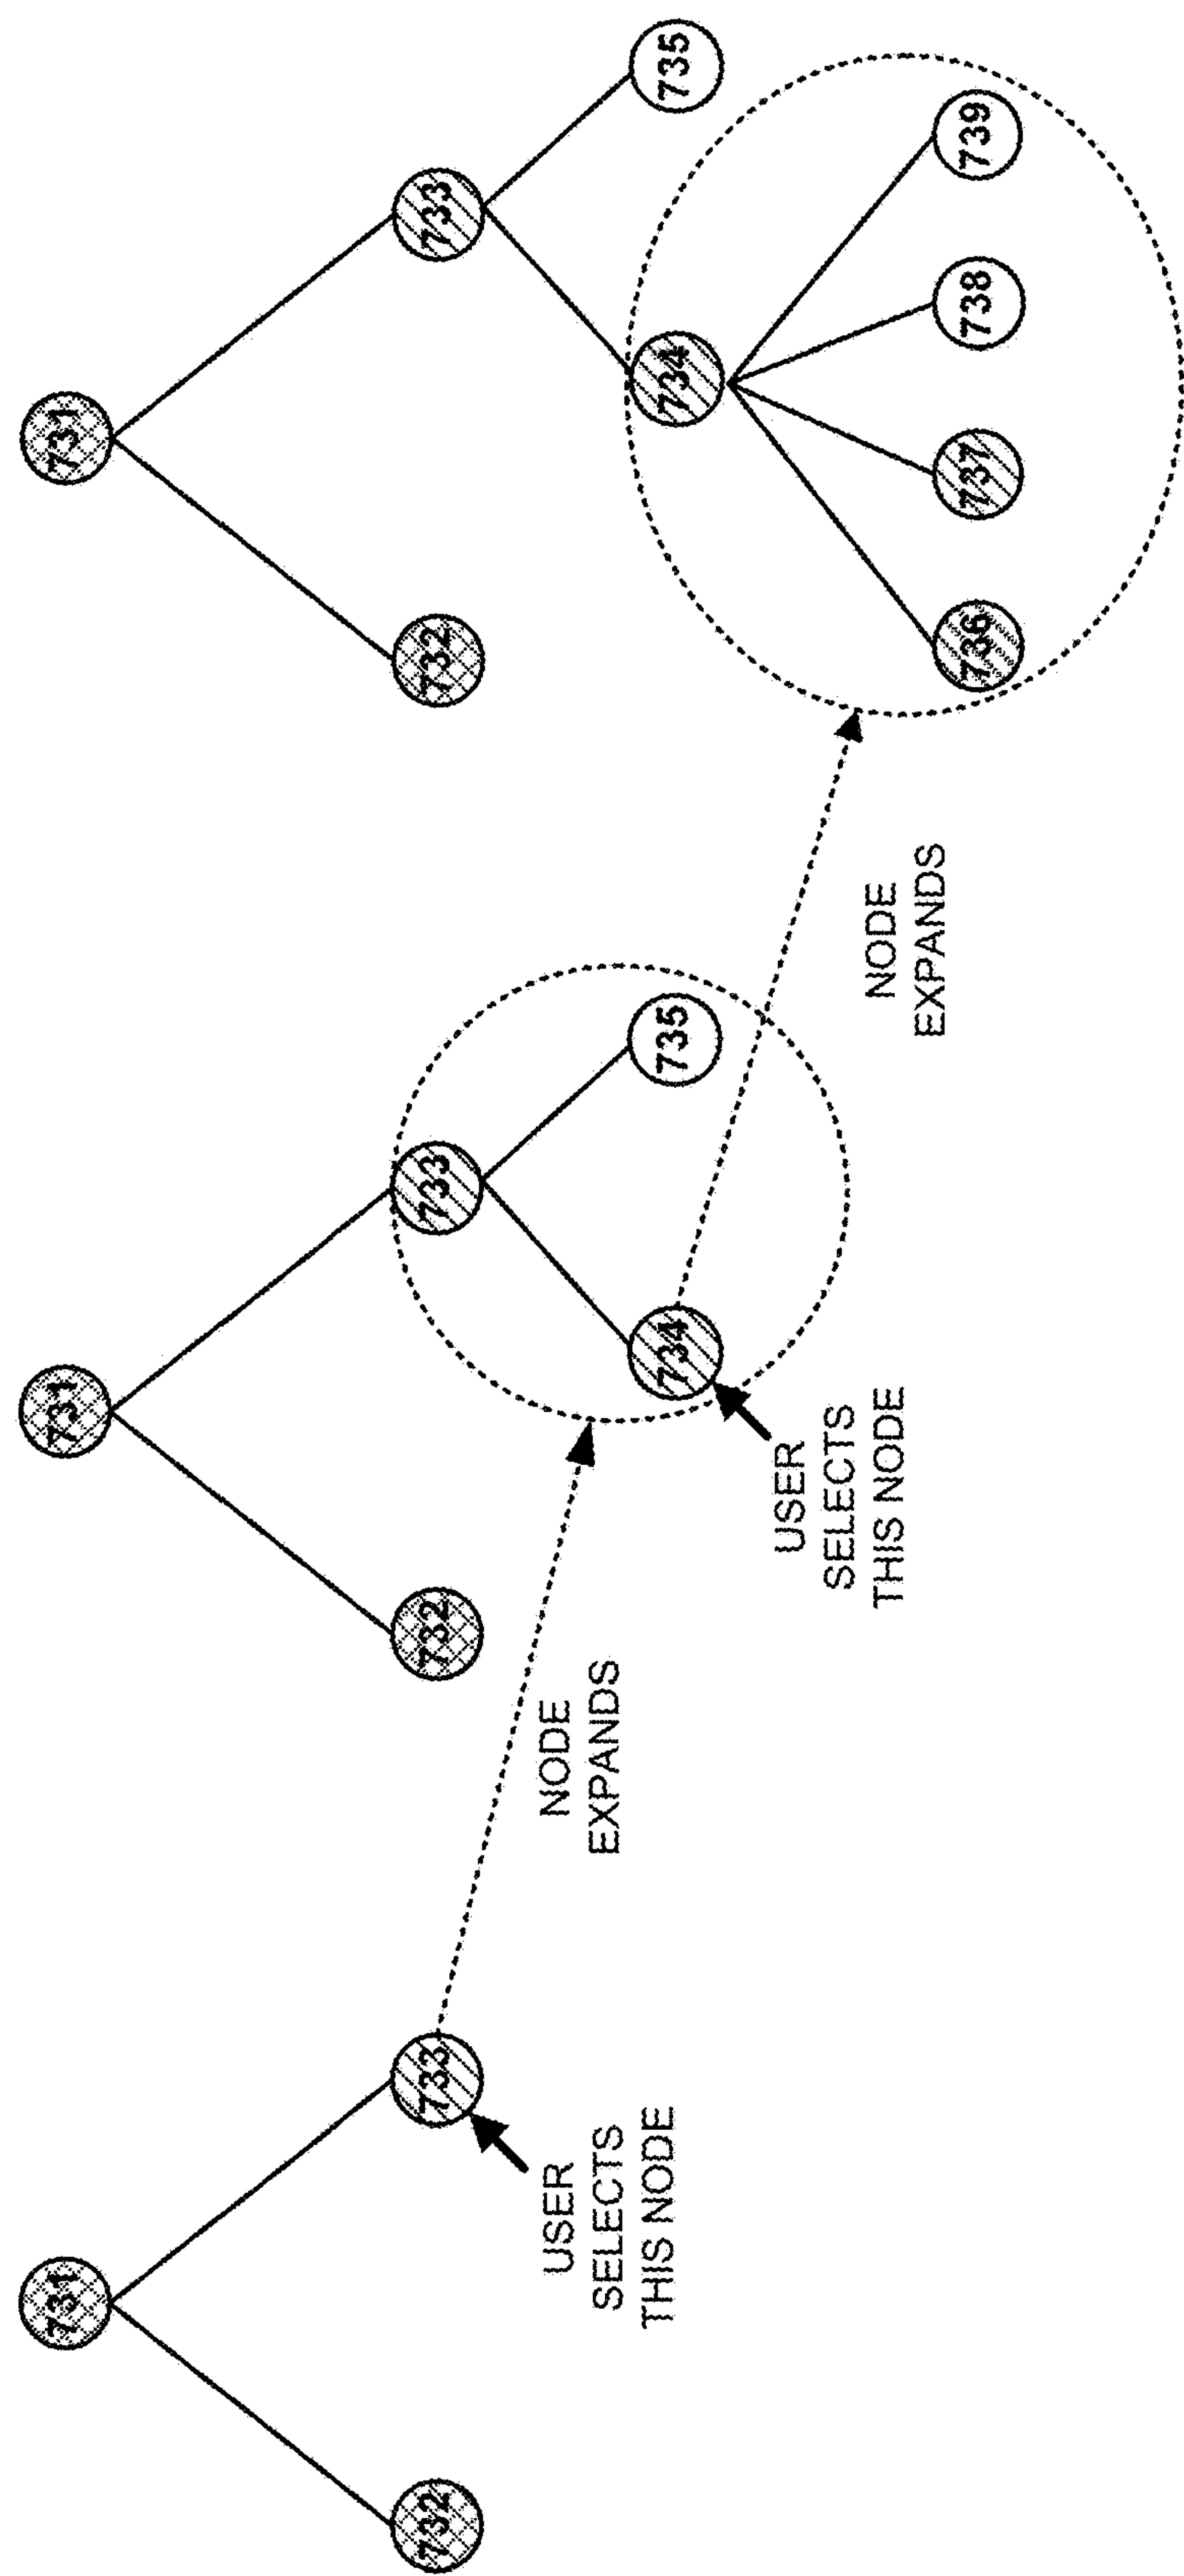 731
732
733
USER
SELECTS
THIS NODE
NODE
EXPANDS
731
732
733
734
735
USER
SELECTS
THIS NODE
NODE
EXPANDS
731
732
733
734
735
736
737
738
739